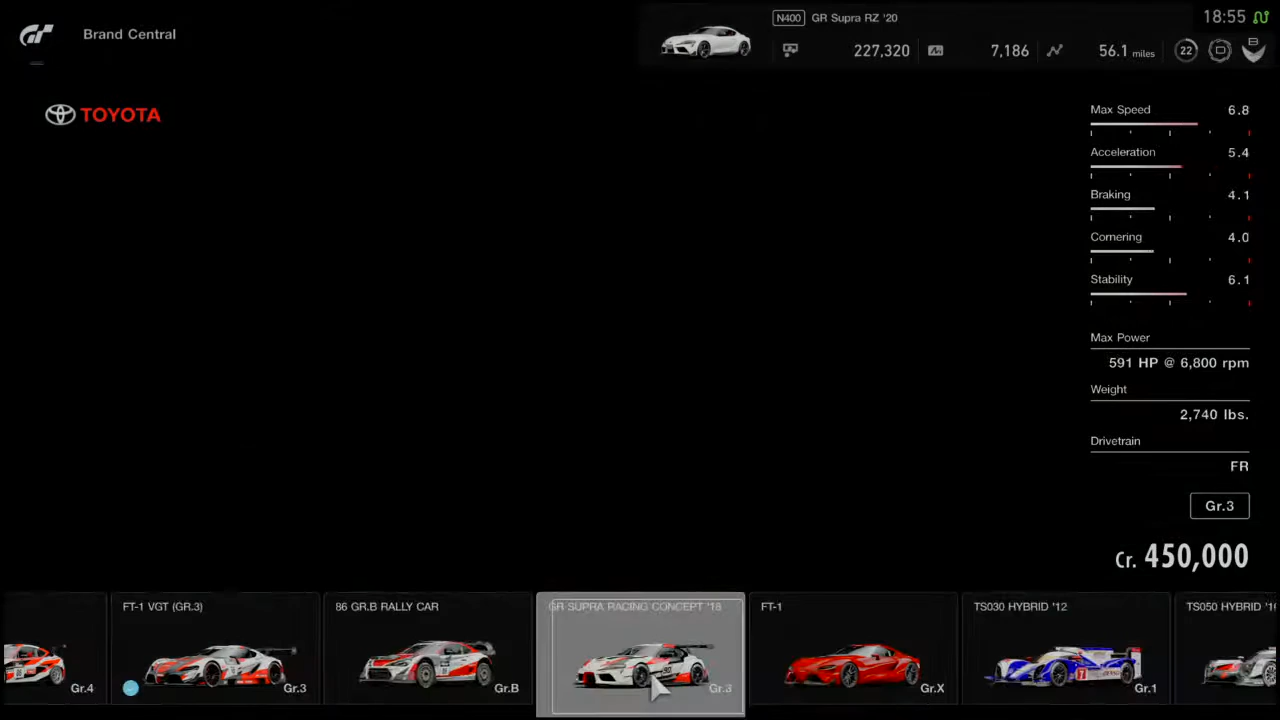 Brand Central
N400 GR Supra RZ '20
18:55
227,320
7,186
56.1 miles
22
B
TOYOTA
Max Speed 6.8
Acceleration 5.4
Braking 4.1
Cornering 4.0
Stability 6.1
Max Power
591 HP @ 6,800 rpm
Weight
2,740 lbs.
Drivetrain
FR
Gr.3
Cr. 450,000
Gr.4
FT-1 VGT (GR.3)
Gr.3
86 GR.B RALLY CAR
Gr.B
GR SUPRA RACING CONCEPT '18
Gr.3
FT-1
Gr.X
TS030 HYBRID '12
Gr.1
TS050 HYBRID